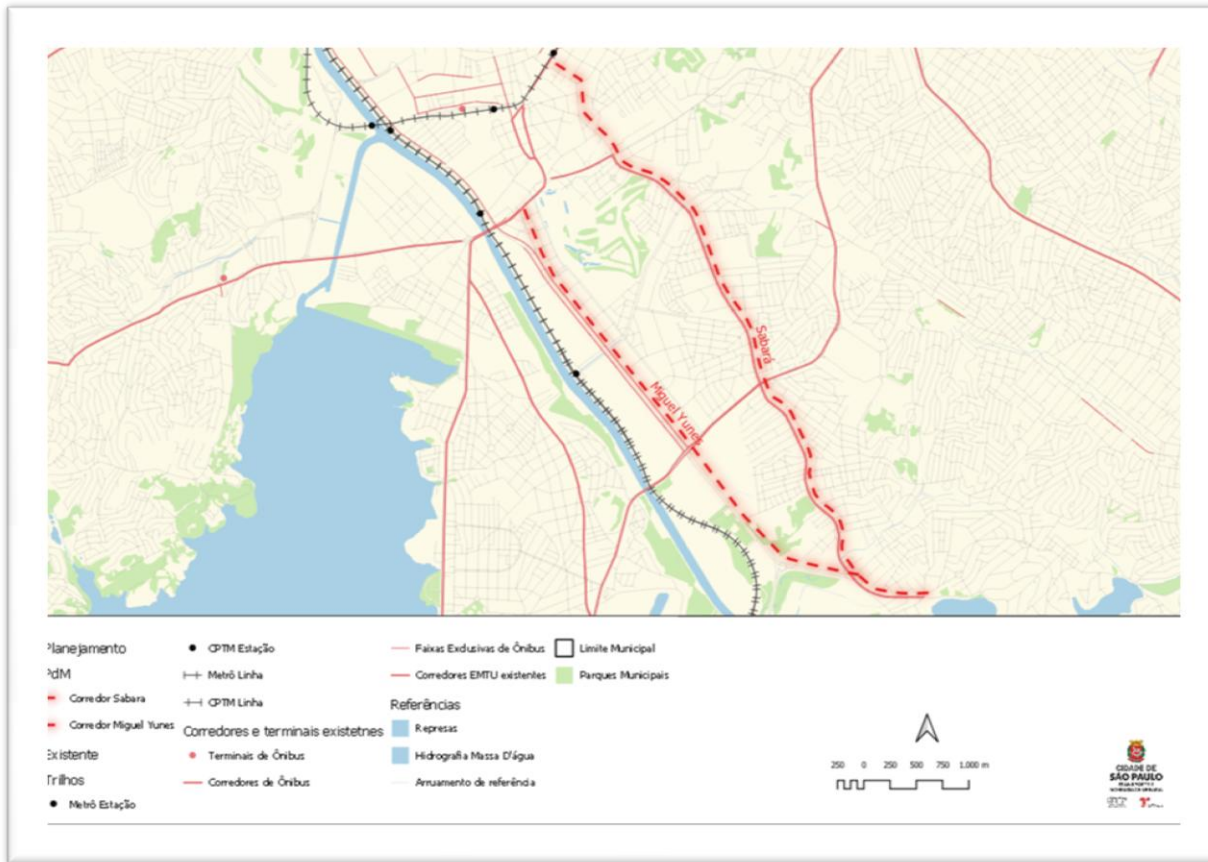 Sabará
Miguel Yunes
Planejamento
PdM
Corredor Sabara
Corredor Miguel Yunes
Existente
Trilhos
Metrô Estação
CPTM Estação
Metrô Linha
CPTM Linha
Corredores e terminais existetnes
Terminais de Ônibus
Corredores de Ônibus
Faixas Exclusivas de Ônibus
Corredores EMTU existentes
Referências
Represas
Hidrografia Massa D'água
Arruamento de referência
Limite Municipal
Parques Municipais
250 0 250 500 750 1.000 m
CIDADE DE
SÃO PAULO